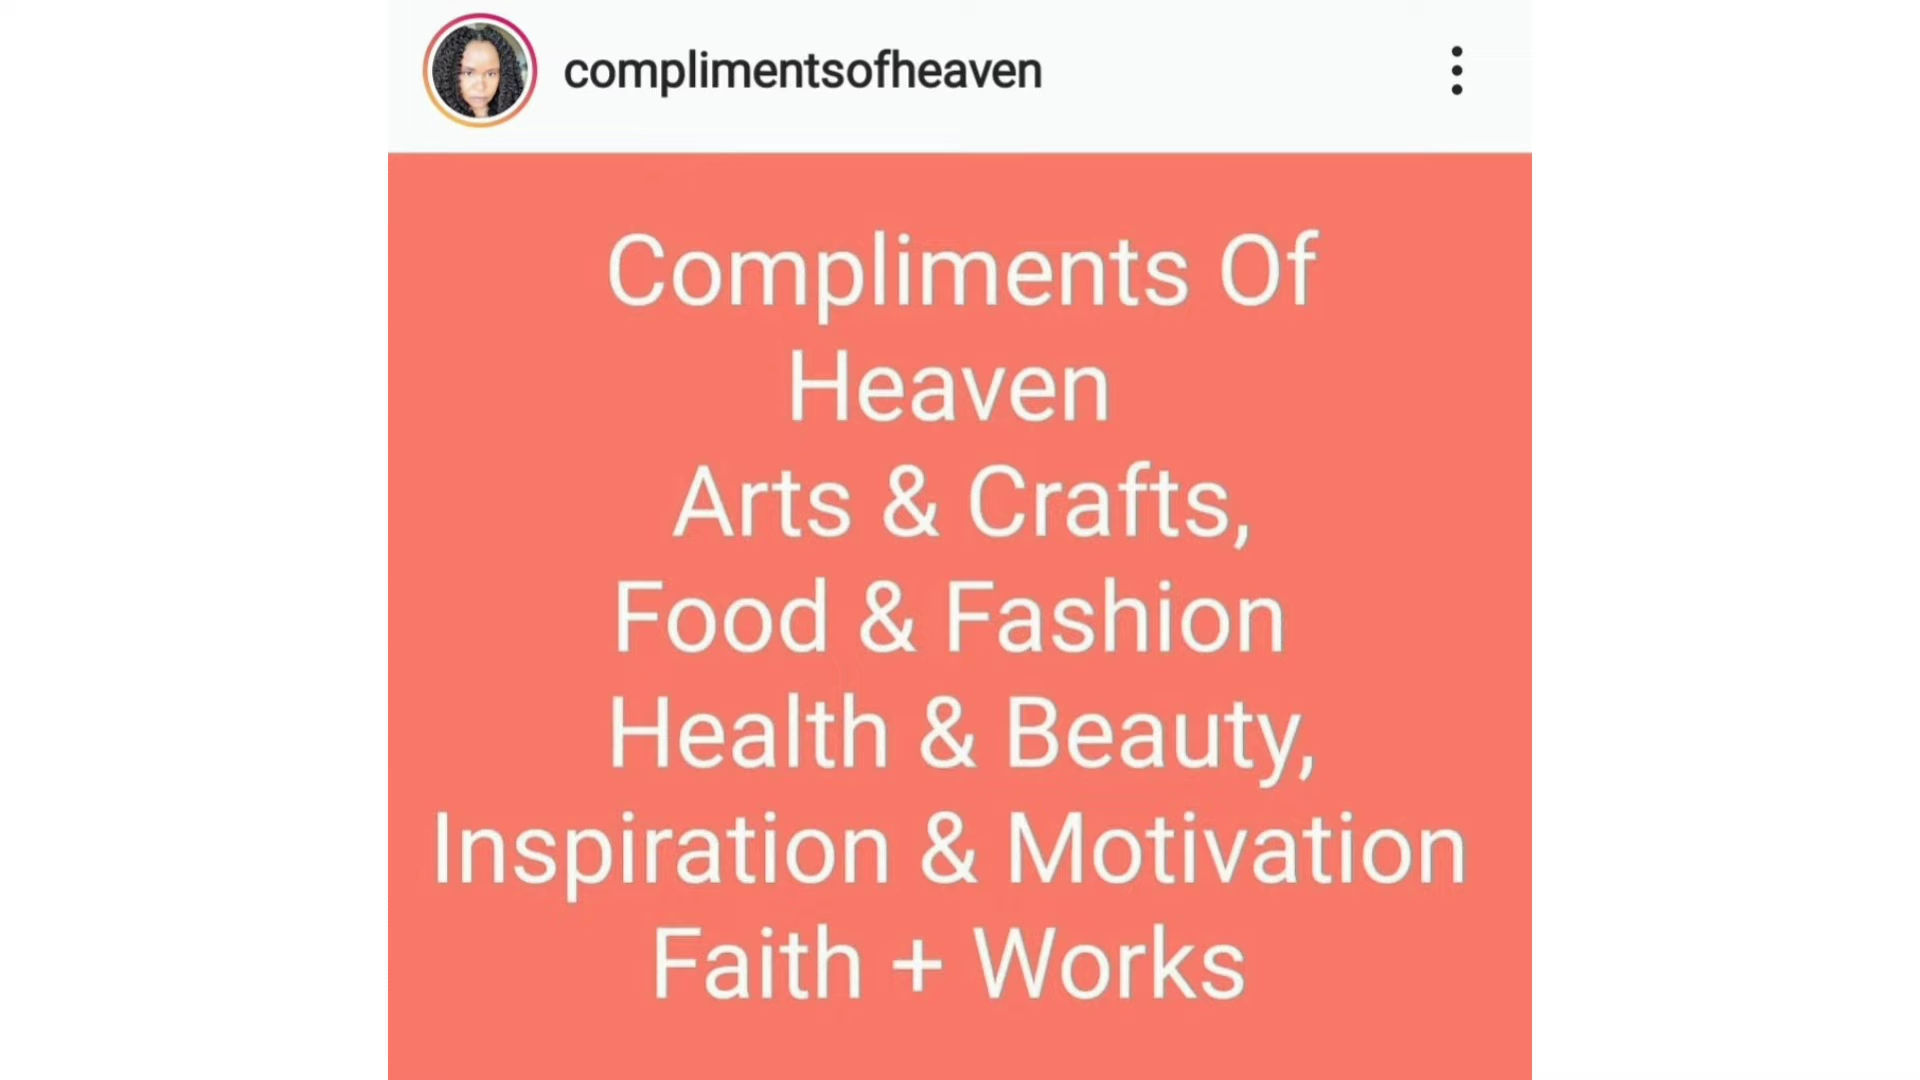 complimentsofheaven
Compliments Of
Heaven
Arts & Crafts,
Food & Fashion
Health & Beauty,
Inspiration & Motivation
Faith + Works